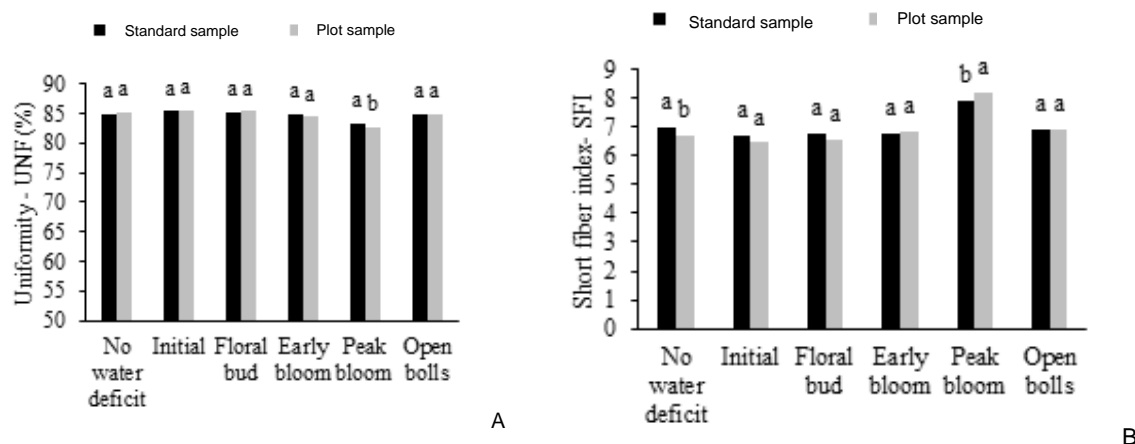 Standard sample Plot sample
Uniformity - UNF (%)
90
85
80
75
70
65
60
55
50
a a a a a a a a a b a a
No water deficit
Initial
Floral bud
Early bloom
Peak bloom
Open bolls
A
Standard sample Plot sample
Short fiber index- SFI
9
8
7
6
5
4
3
2
1
0
a b a a a a a a b a a a
No water deficit
Initial
Floral bud
Early bloom
Peak bloom
Open bolls
B